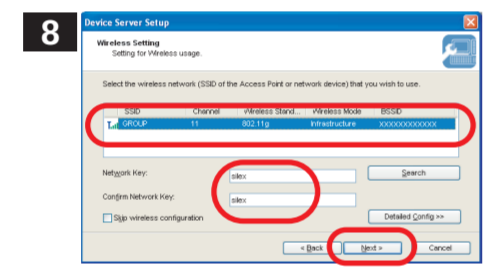 8
Device Server Setup
Wireless Setting
Setting for Wireless usage.
Select the wireless network (SSID of the Access Point or network device) that you wish to use.
SSID Channel Wireless Stand... Wireless Mode BSSID
GROUP 11 802.11g Infrastructure XXXXXXXXXXXX
Network Key: silex Search
Confirm Network Key: silex
Skip wireless configuration Detailed Config >>
< Back Next > Cancel